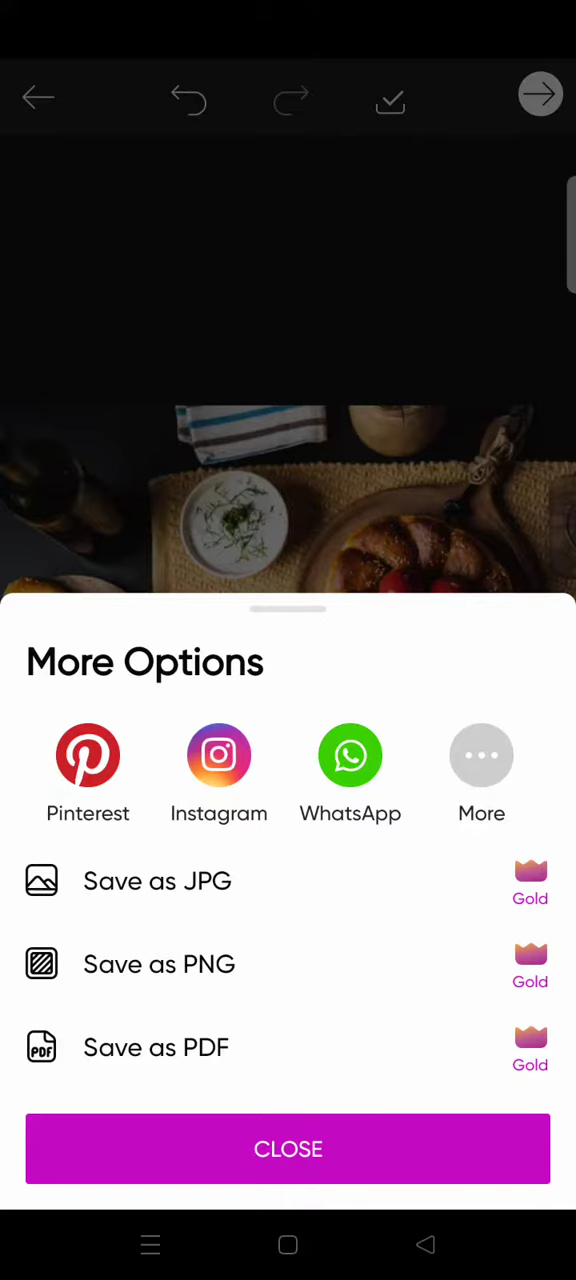 More Options
Pinterest
Instagram
WhatsApp
More
Save as JPG
Gold
Save as PNG
Gold
PDF
Save as PDF
Gold
CLOSE